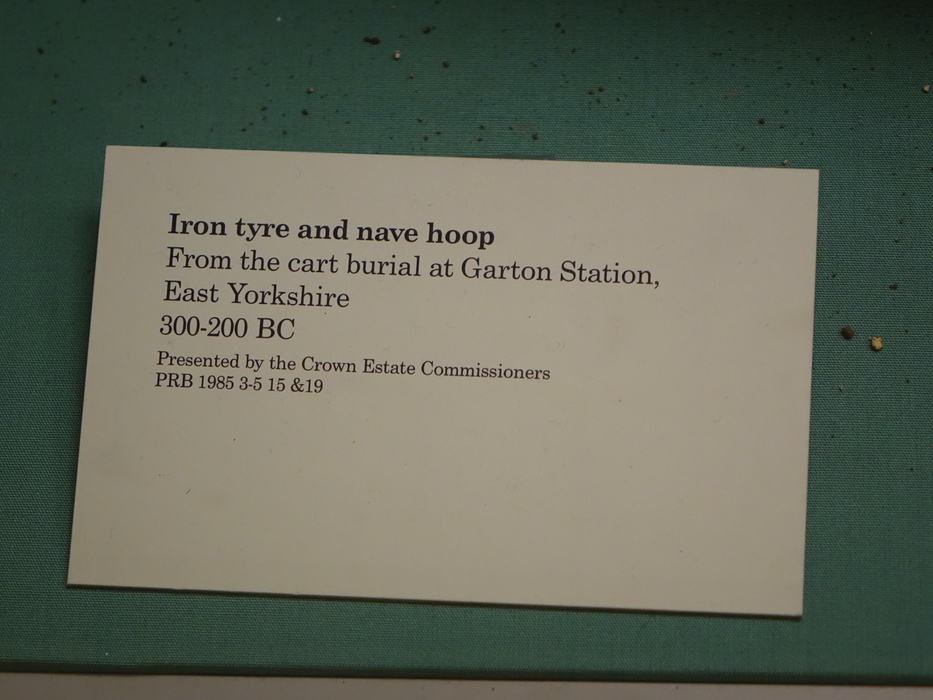 Iron tyre and nave hoop
From the cart burial at Garton Station,
East Yorkshire
300-200 BC
Presented by the Crown Estate Commissioners
PRB 1985 3-5 15 &19